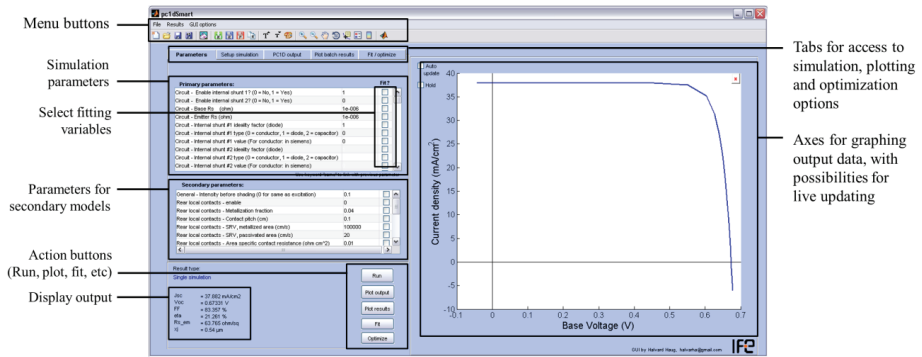 Menu buttons
Simulation
parameters
Select fitting
variables
Parameters for
secondary models
Action buttons
(Run, plot, fit, etc)
Display output
pc1dSmart
File Results GUI options
Parameters Setup simulation PC1D output Plot batch results Fit / optimize
Primary parameters: Fit?
Circuit - Enable internal shunt 1? (0 = No, 1 = Yes) 1
Circuit - Enable internal shunt 2? (0 = No, 1 = Yes) 0
Circuit - Base Rs (ohm) 1e-006
Circuit - Emitter Rs (ohm) 1e-006
Circuit - Internal shunt #1 ideality factor (diode) 1
Circuit - Internal shunt #1 type (0 = conductor, 1 = diode, 2 = capacitor) 0
Circuit - Internal shunt #1 value (For conductor: in siemens) 0
Circuit - Internal shunt #2 ideality factor (diode)
Circuit - Internal shunt #2 type (0 = conductor, 1 = diode, 2 = capacitor)
Circuit - Internal shunt #2 value (For conductor: in siemens)
Secondary parameters:
General - Intensity before shading (0 for same as excitation) 0.1
Rear local contacts - enable 0
Rear local contacts - Metallization fraction 0.04
Rear local contacts - Contact pitch (cm) 0.1
Rear local contacts - SRV, metallized area (cm/s) 100000
Rear local contacts - SRV, passivated area (cm/s) 20
Rear local contacts - Area specific contact resistance (ohm cm^2) 0.01
Result type:
Single simulation
Jsc = 37.882 mA/cm2
Voc = 0.67331 V
FF = 83.357 %
eta = 21.261 %
Rs_em = 63.765 ohm/sq
= 0.54 µm
Run
Plot output
Plot results
Fit
Optimize
Auto
update
Hold
40
35
30
25
20
15
10
5
0
-5
-10
-0.1 0 0.1 0.2 0.3 0.4 0.5 0.6 0.7
Current density (mA/cm²)
Base Voltage (V)
GUI by Halvard Haug, halvarha@gmail.com
IFE
Tabs for access to
simulation, plotting
and optimization
options
Axes for graphing
output data, with
possibilities for
live updating